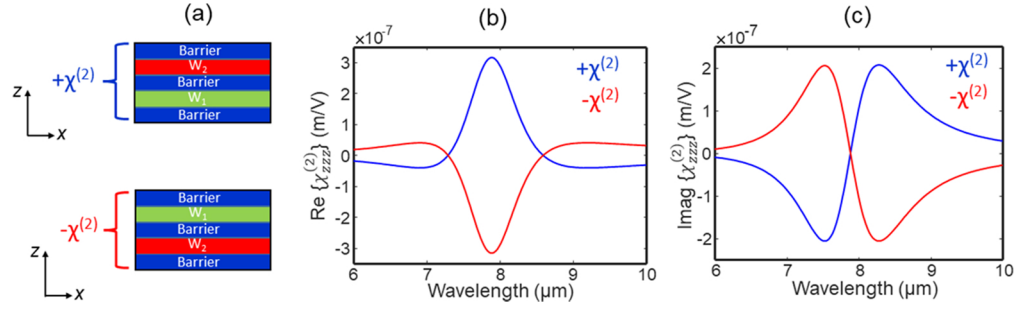 (a)
Barrier
W₂
Barrier
W₁
Barrier
+χ⁽²⁾
z
x
Barrier
W₁
Barrier
W₂
Barrier
-χ⁽²⁾
z
x
(b)
×10⁻⁷
+χ⁽²⁾
-χ⁽²⁾
3
2
1
0
-1
-2
-3
Re {χ⁽²⁾zzz} (m/V)
6 7 8 9 10
Wavelength (μm)
(c)
×10⁻⁷
+χ⁽²⁾
-χ⁽²⁾
2
1
0
-1
-2
Imag {χ⁽²⁾zzz} (m/V)
6 7 8 9 10
Wavelength (μm)